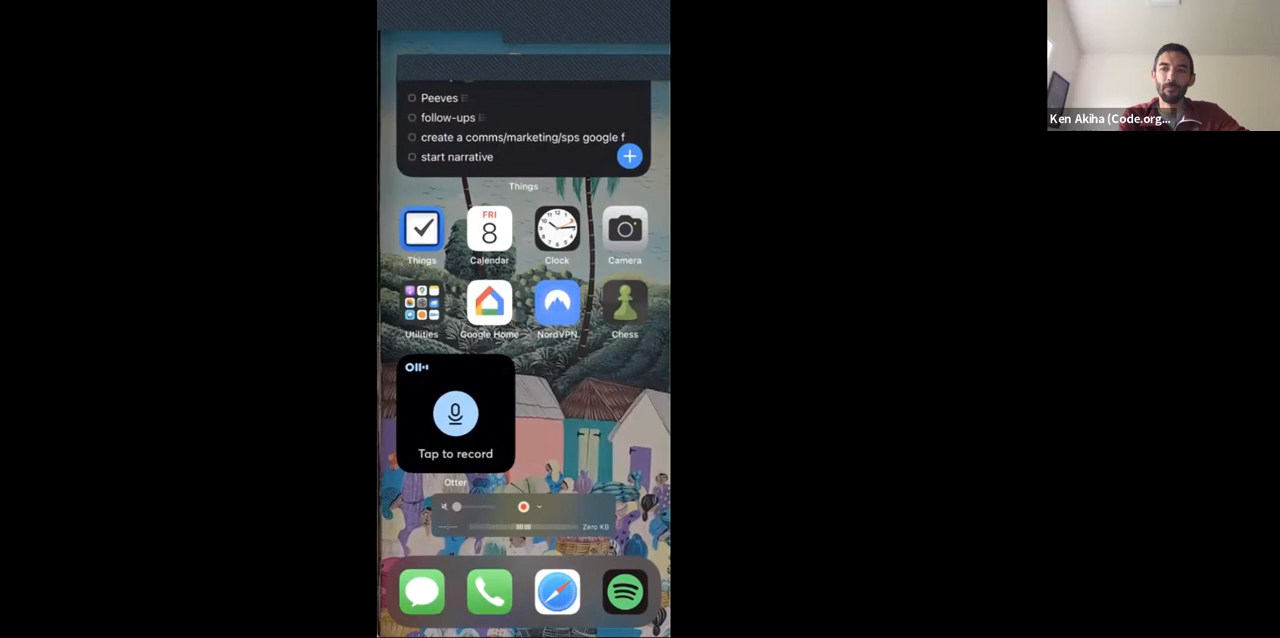 Peeves
follow-ups
create a comms/marketing/sps google f
start narrative
Things
FRI
8
Things
Calendar
Clock
Camera
Utilities
Google Home
NordVPN
Chess
Tap to record
Otter
Zero KB
Ken Akiha (Code.org...